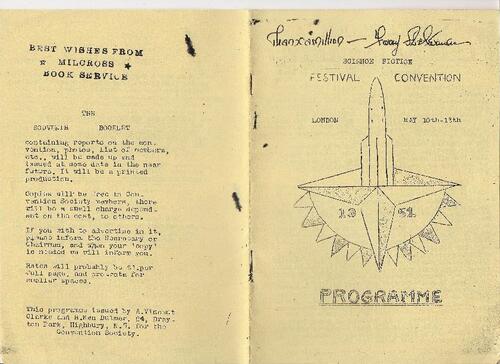 BEST WISHES FROM
MILCROSS
BOOK SERVICE
THE
SOUVENIR BOOKLET
containing reports on the con-
vention, photos, list of members,
etc., will be made up and
issued at some date in the near
future. It will be a printed
production.
Copies will be free to Con-
vention Society members, there
will be a small charge depend-
ent on the cost, to others.
If you wish to advertise in it,
please inform the Secretary or
Chairman, and when your 'copy'
is needed we will inform you.
Rates will probably be per
full page, and pro-rata for
smaller spaces.
This programme issued by A.Vincent
Clarke and H.Ken Bulmer, 84, Dray-
ton Park, Highbury, N.5. for the
Convention Society.
Thanxamillion —
SCIENCE FICTION
FESTIVAL CONVENTION
LONDON MAY 10th-13th
1951
PROGRAMME